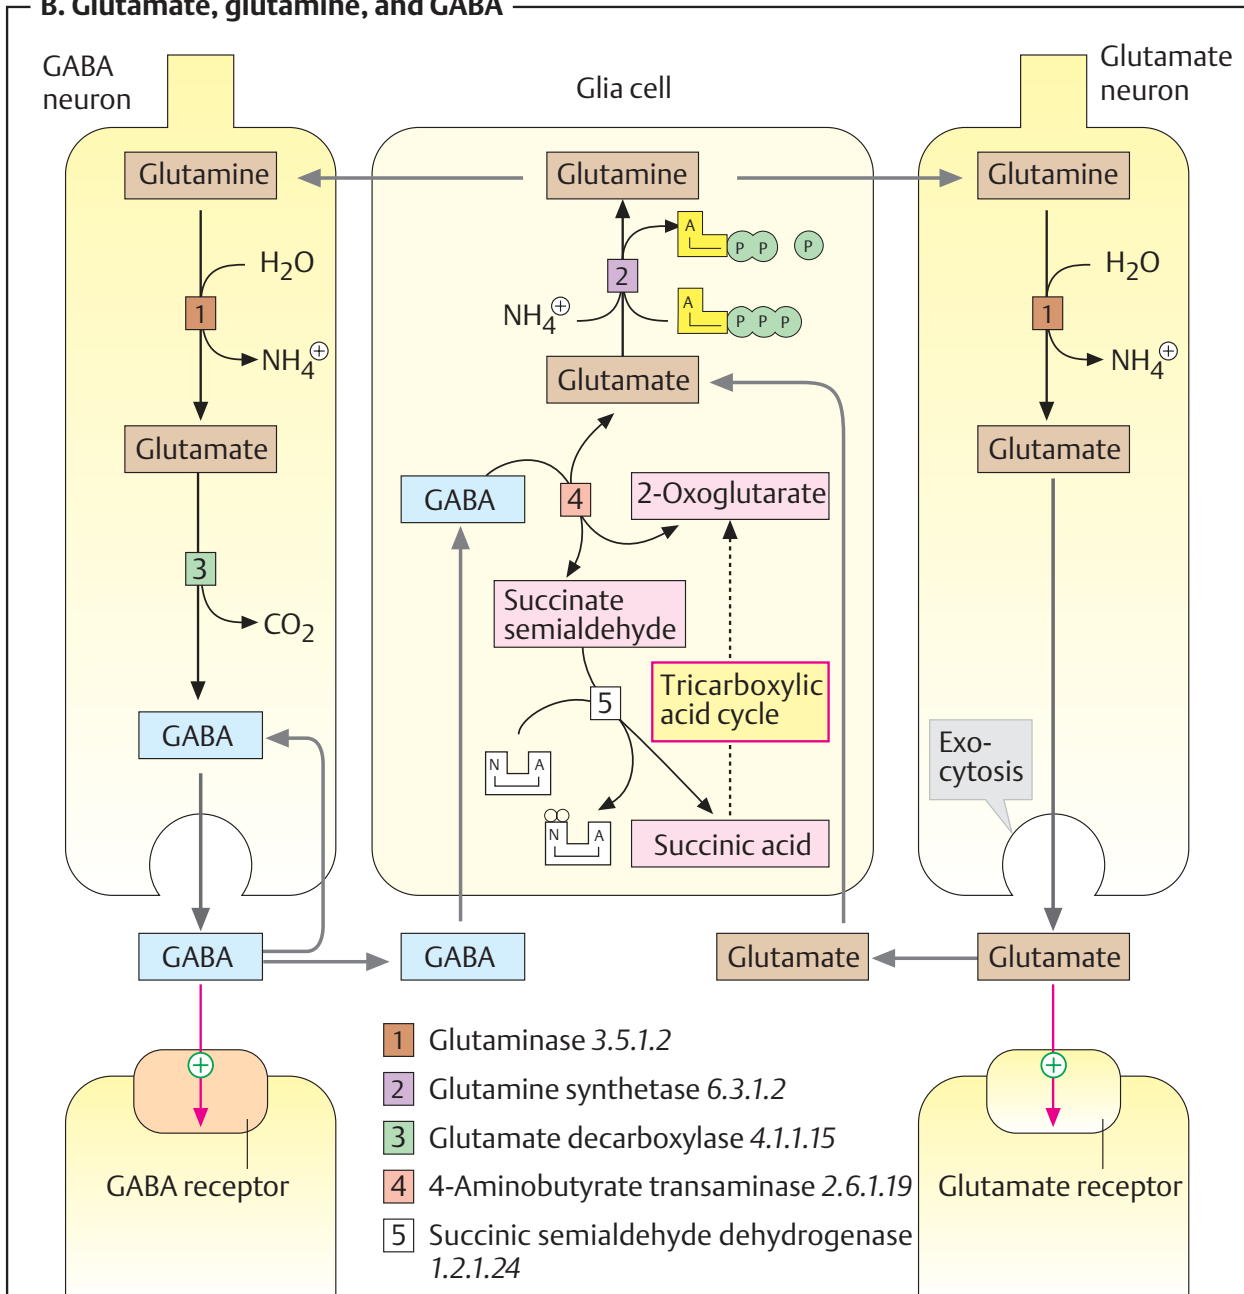 B. Glutamate, glutamine, and GABA
GABA
neuron
Glia cell
Glutamate
neuron
Glutamine
Glutamine
Glutamine
H2O
1
NH4+
A
P P P
2
NH4+
A
P P P
H2O
1
NH4+
Glutamate
Glutamate
Glutamate
3
CO2
GABA
4
2-Oxoglutarate
Succinate
semialdehyde
5
Tricarboxylic
acid cycle
N A
N A
Succinic acid
GABA
Exo-
cytosis
GABA
GABA
Glutamate
Glutamate
1 Glutaminase 3.5.1.2
2 Glutamine synthetase 6.3.1.2
3 Glutamate decarboxylase 4.1.1.15
4 4-Aminobutyrate transaminase 2.6.1.19
5 Succinic semialdehyde dehydrogenase
1.2.1.24
+
GABA receptor
+
Glutamate receptor